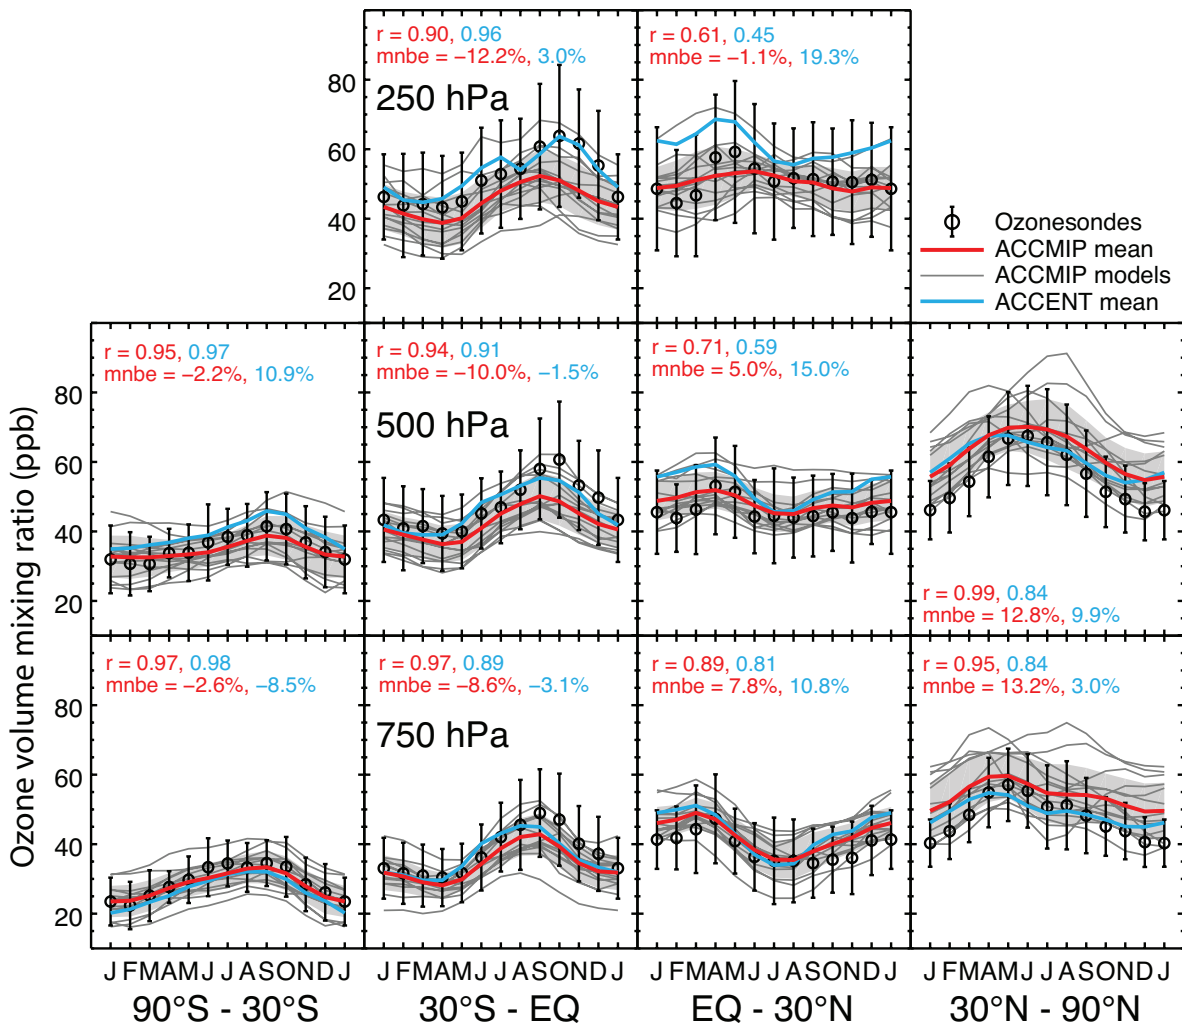 r = 0.90, 0.96
mnbe = −12.2%, 3.0%
250 hPa
r = 0.61, 0.45
mnbe = −1.1%, 19.3%
80
60
40
20
Ozonesondes
ACCMIP mean
ACCMIP models
ACCENT mean
Ozone volume mixing ratio (ppb)
r = 0.95, 0.97
mnbe = −2.2%, 10.9%
r = 0.94, 0.91
mnbe = −10.0%, −1.5%
500 hPa
r = 0.71, 0.59
mnbe = 5.0%, 15.0%
r = 0.99, 0.84
mnbe = 12.8%, 9.9%
80
60
40
20
r = 0.97, 0.98
mnbe = −2.6%, −8.5%
r = 0.97, 0.89
mnbe = −8.6%, −3.1%
750 hPa
r = 0.89, 0.81
mnbe = 7.8%, 10.8%
r = 0.95, 0.84
mnbe = 13.2%, 3.0%
80
60
40
20
J FMAMJ J ASOND J
J FMAMJ J ASOND J
J FMAMJ J ASOND J
J FMAMJ J ASOND J
90°S - 30°S
30°S - EQ
EQ - 30°N
30°N - 90°N